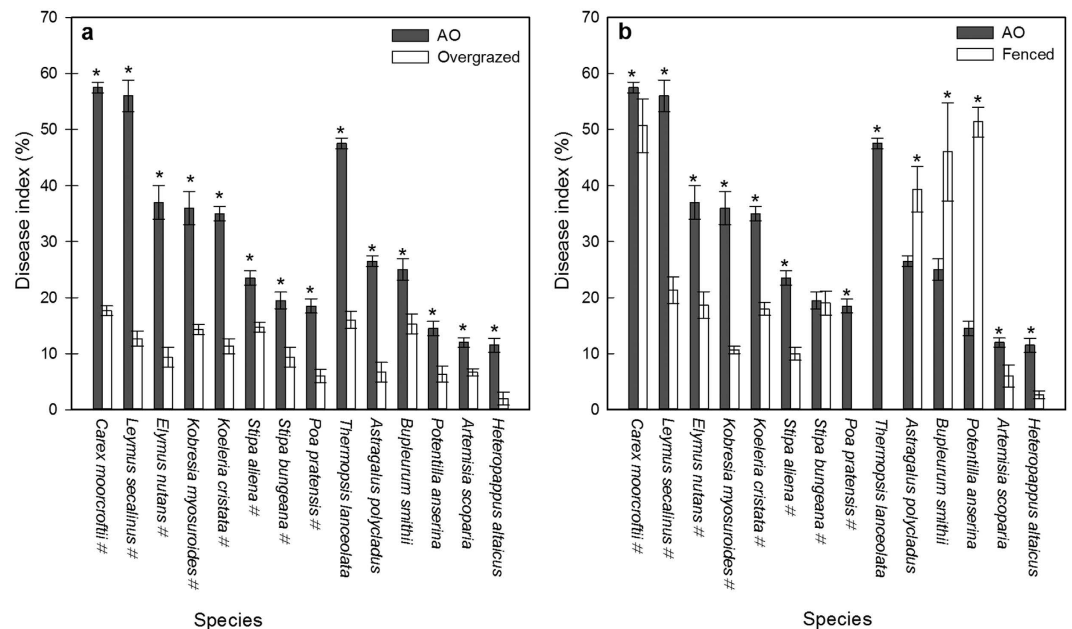 a
AO
Overgrazed
Disease index (%)
70
60
50
40
30
20
10
0
* * * * * * * * * * * * * *
Carex moorcroftii #
Leymus secalinus #
Elymus nutans #
Kobresia myosuroides #
Koeleria cristata #
Stipa aliena #
Stipa bungeana #
Poa pratensis #
Thermopsis lanceolata
Astragalus polycladus
Bupleurum smithii
Potentilla anserina
Artemisia scoparia
Heteropappus altaicus
Species
b
AO
Fenced
Disease index (%)
70
60
50
40
30
20
10
0
* * * * * * * * * * * * *
Carex moorcroftii #
Leymus secalinus #
Elymus nutans #
Kobresia myosuroides #
Koeleria cristata #
Stipa aliena #
Stipa bungeana #
Poa pratensis #
Thermopsis lanceolata
Astragalus polycladus
Bupleurum smithii
Potentilla anserina
Artemisia scoparia
Heteropappus altaicus
Species